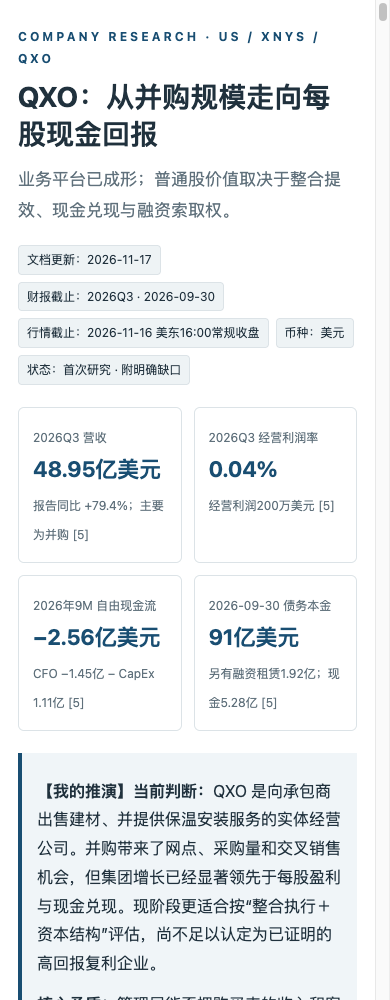 COMPANY RESEARCH · US / XNYS /
QXO
QXO：从并购规模走向每
股现金回报
业务平台已成形；普通股价值取决于整合提
效、现金兑现与融资索取权。
文档更新：2026-11-17
财报截止：2026Q3 · 2026-09-30
行情截止：2026-11-16 美东16:00常规收盘
币种：美元
状态：首次研究 · 附明确缺口
2026Q3 营收
48.95亿美元
报告同比 +79.4%；主要
为并购 [5]
2026Q3 经营利润率
0.04%
经营利润200万美元 [5]
2026年9M 自由现金流
−2.56亿美元
CFO −1.45亿 − CapEx
1.11亿 [5]
2026-09-30 债务本金
91亿美元
另有融资租赁1.92亿；现
金5.28亿 [5]
【我的推演】当前判断：QXO 是向承包商
出售建材、并提供保温安装服务的实体经营
公司。并购带来了网点、采购量和交叉销售
机会，但集团增长已经显著领先于每股盈利
与现金兑现。现阶段更适合按“整合执行＋
资本结构”评估，尚不足以认定为已证明的
高回报复利企业。